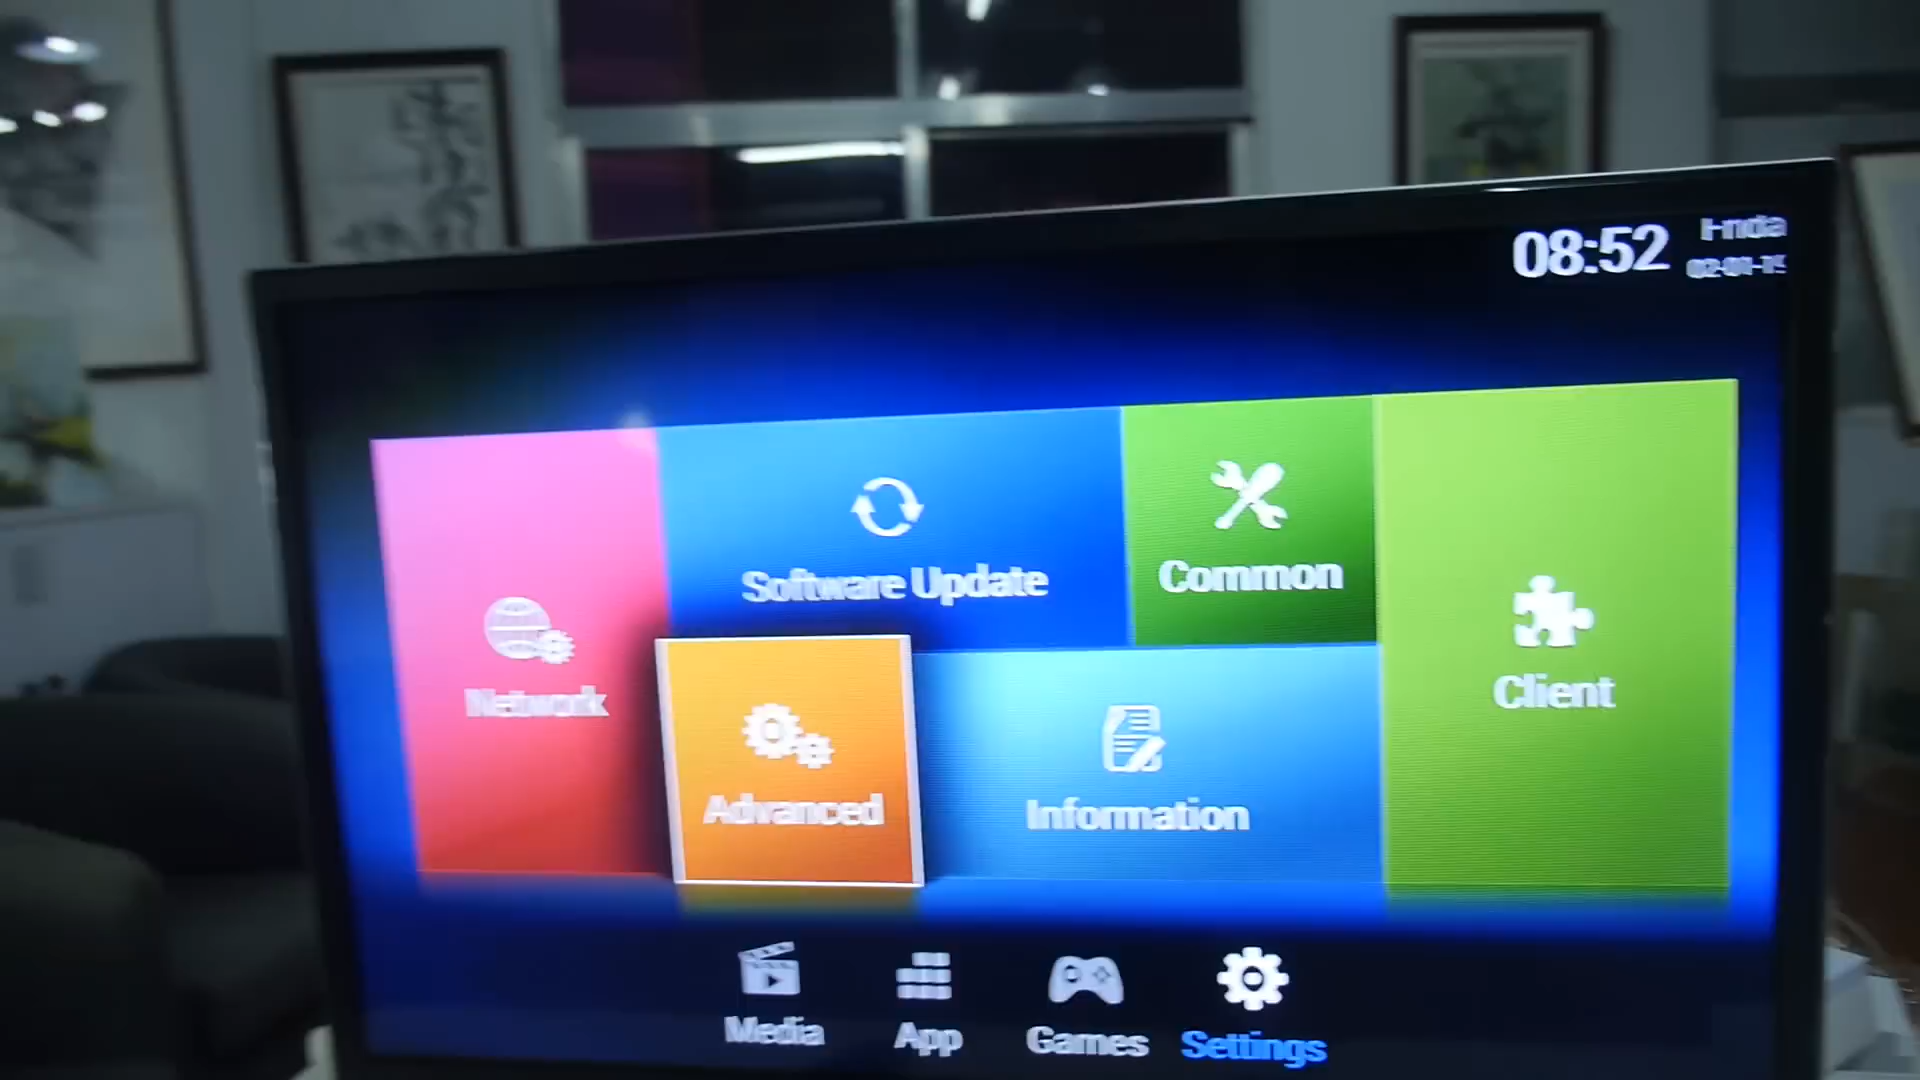 08:52
Software Update
Common
Network
Client
Advanced
Information
Media
App
Games
Settings